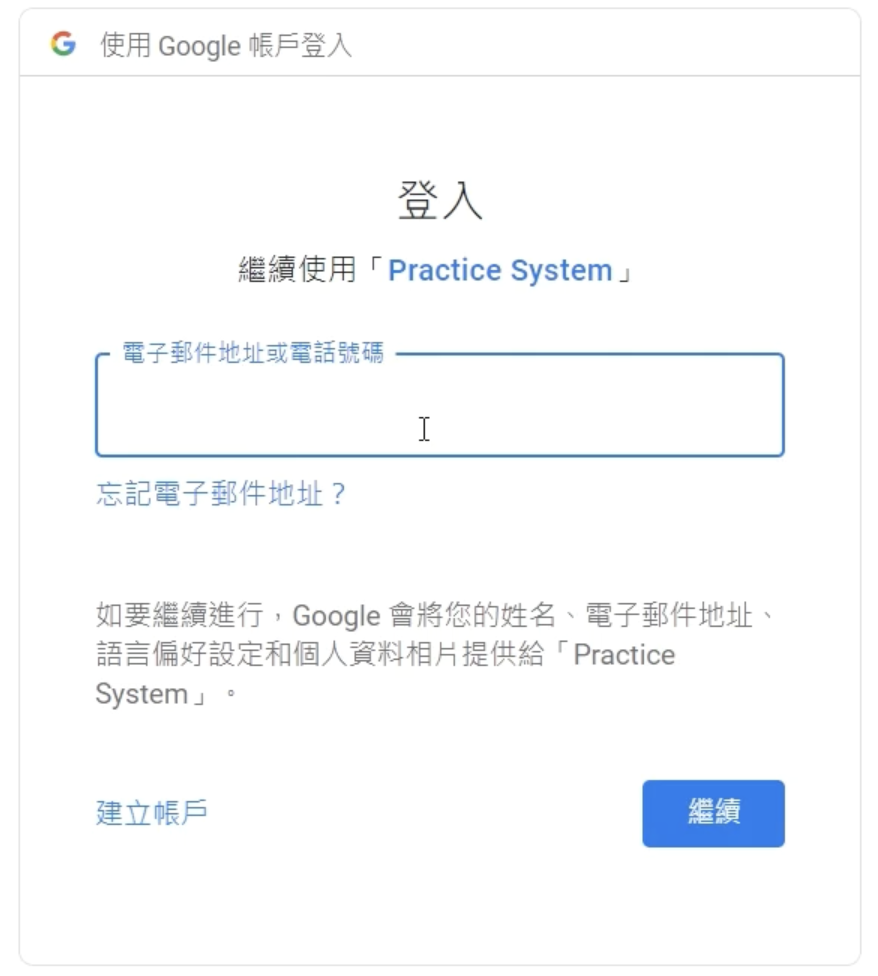 使用 Google 帳戶登入
登入
繼續使用「Practice System」
電子郵件地址或電話號碼
忘記電子郵件地址？
如要繼續進行，Google 會將您的姓名、電子郵件地址、
語言偏好設定和個人資料相片提供給「Practice
System」。
建立帳戶
繼續